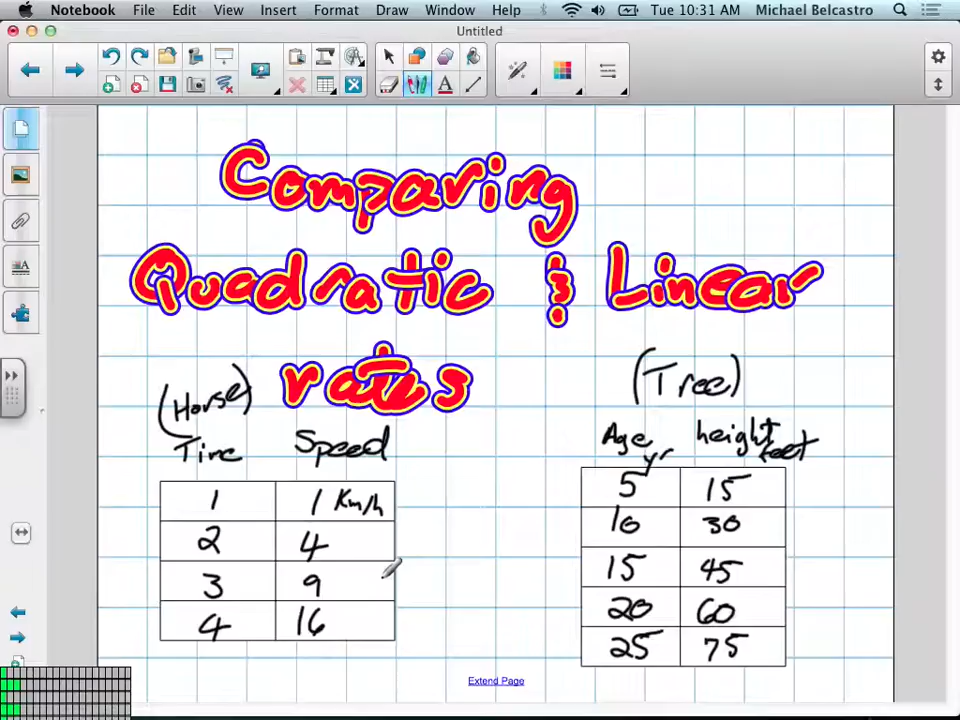 Notebook File Edit View Insert Format Draw Window Help Tue 10:31 AM Michael Belcastro
Untitled
Comparing
Quadratic & Linear
rates
(Horse)
Time Speed
1 1 Km/h
2 4
3 9
4 16
(Tree)
Age yr height feet
5 15
10 30
15 45
20 60
25 75
Extend Page